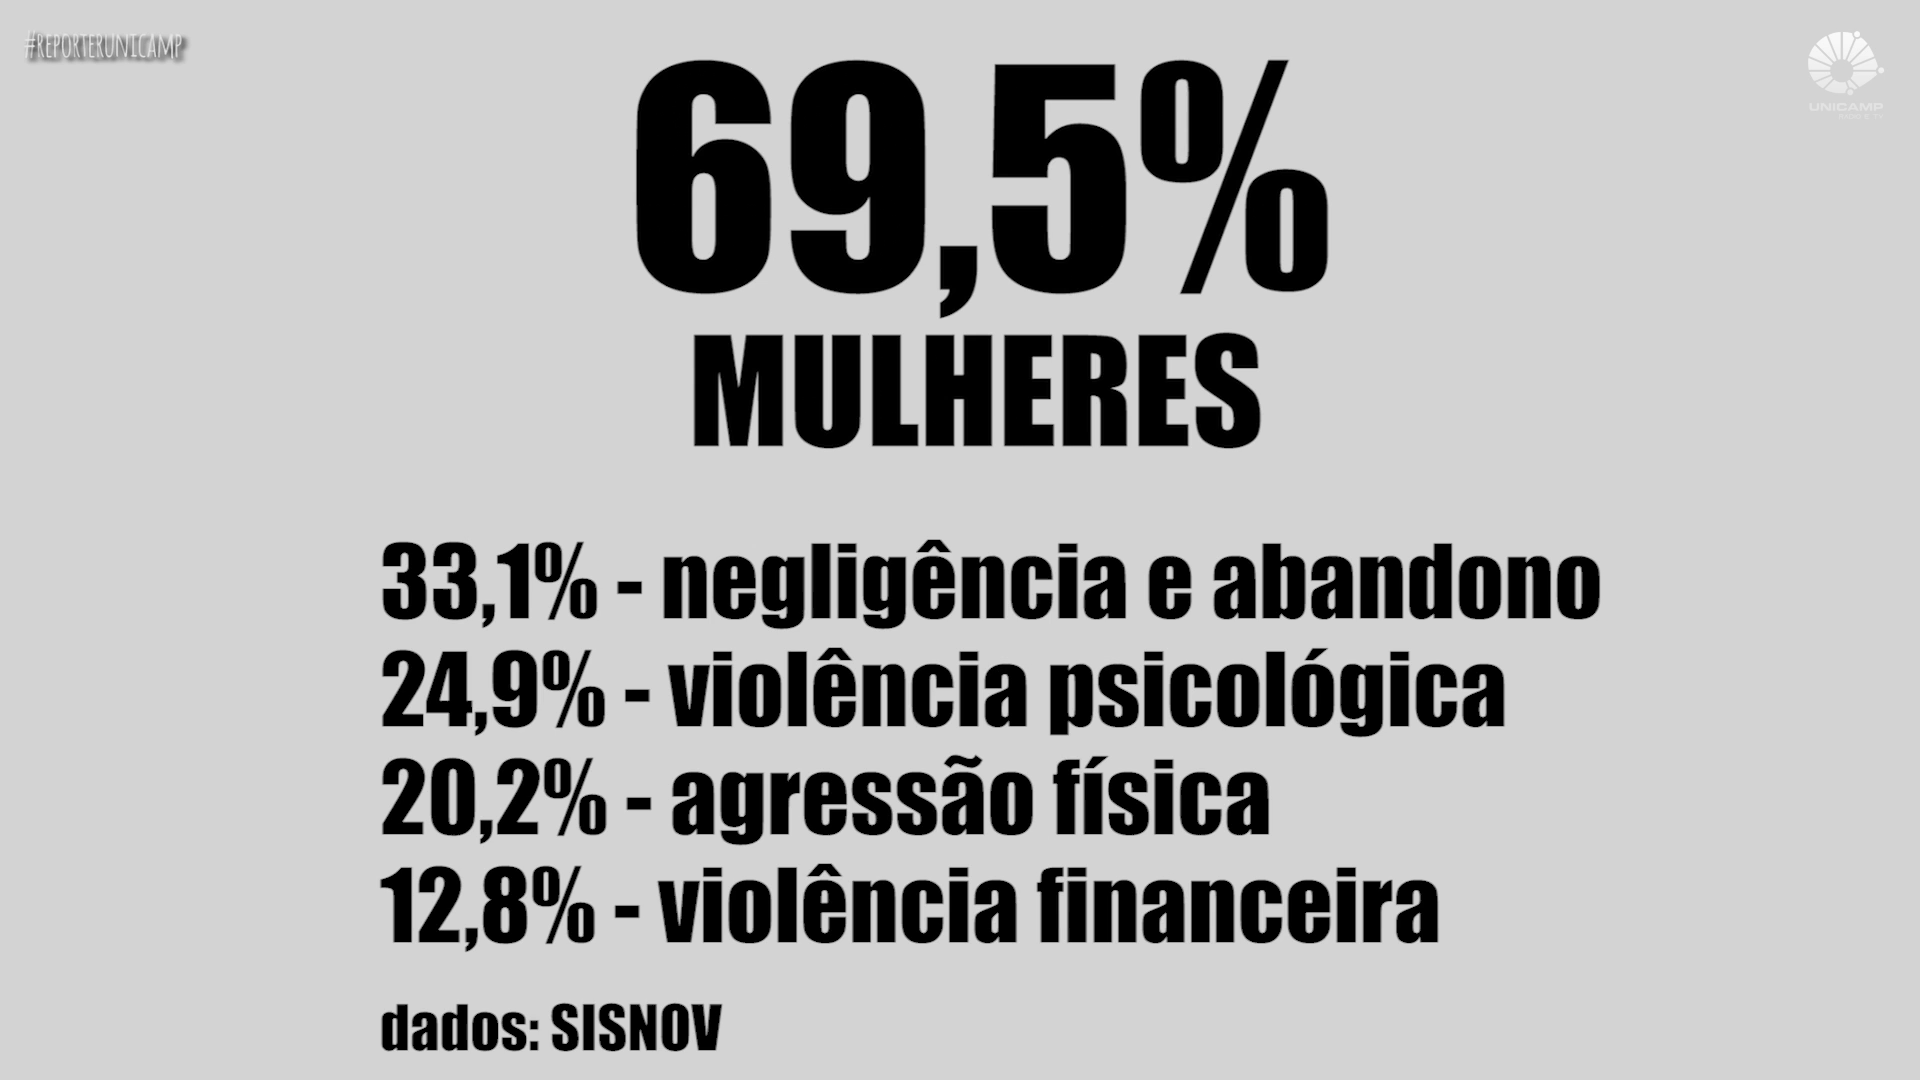 #REPORTERUNICAMP
UNICAMP
69,5%
MULHERES
33,1% - negligência e abandono
24,9% - violência psicológica
20,2% - agressão física
12,8% - violência financeira
dados: SISNOV